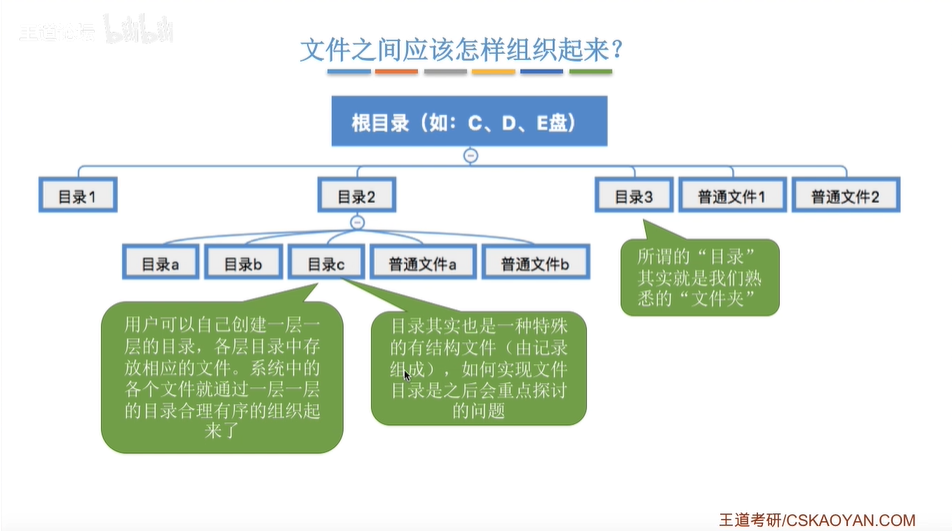 bilibili
文件之间应该怎样组织起来？
根目录（如：C、D、E盘）
目录1
目录2
目录3
普通文件1
普通文件2
目录a
目录b
目录c
普通文件a
普通文件b
所谓的“目录”
其实就是我们熟
悉的“文件夹”
用户可以自己创建一层一
层的目录，各层目录中存
放相应的文件。系统中的
各个文件就通过一层一层
的目录合理有序的组织起
来了
目录其实也是一种特殊
的有结构文件（由记录
组成），如何实现文件
目录是之后会重点探讨
的问题
王道考研/CSKAOYAN.COM